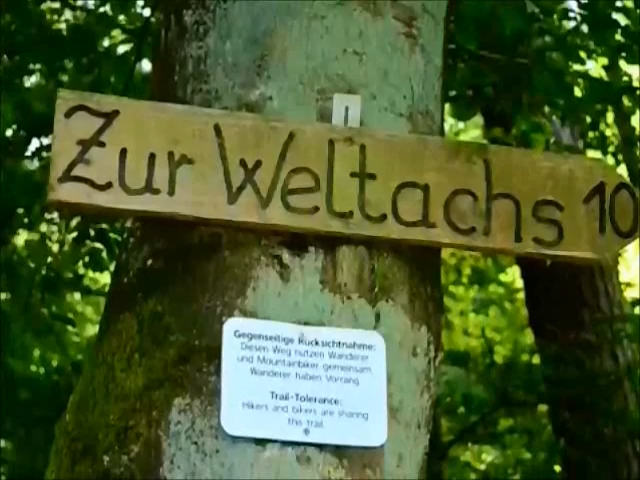 Zur Weltachs 10
Gegenseitige Rücksichtnahme:
Diesen Weg nutzen Wanderer
und Mountainbiker gemeinsam.
Wanderer haben Vorrang.
Trail-Tolerance:
Hikers and bikers are sharing
this trail.